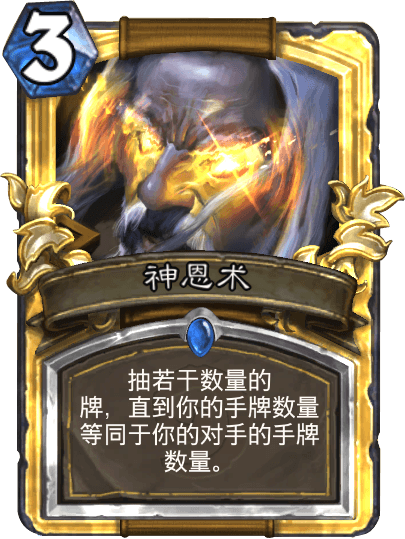 3
神恩术
抽若干数量的
牌，直到你的手牌数量
等同于你的对手的手牌
数量。